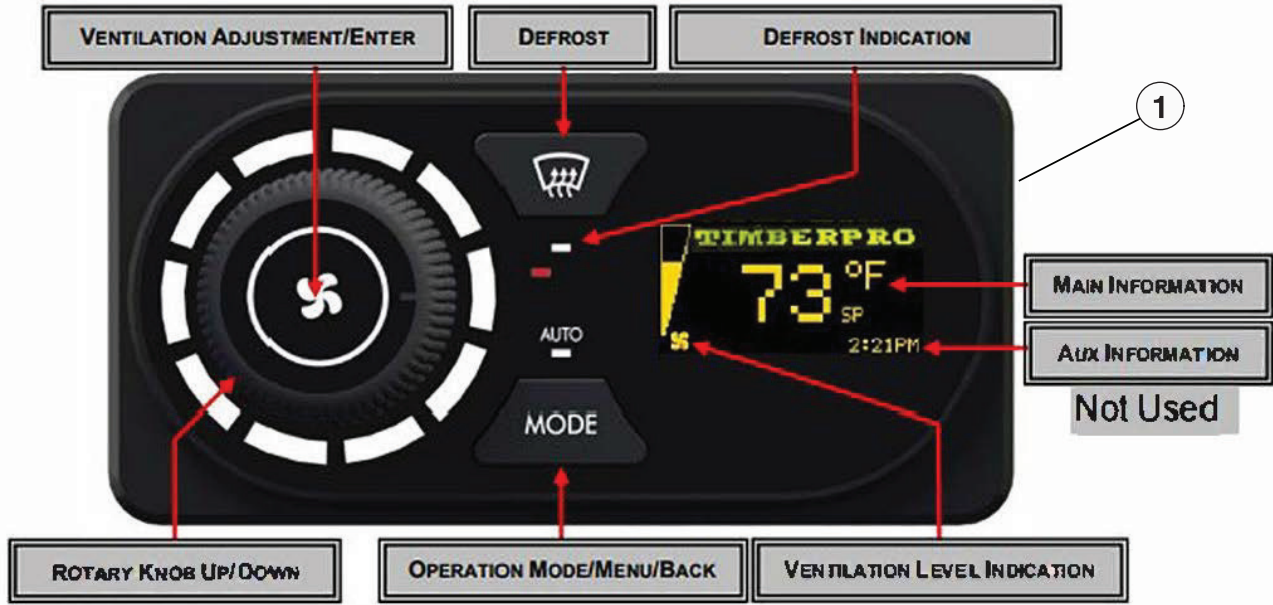 VENTILATION ADJUSTMENT/ENTER
DEFROST
DEFROST INDICATION
1
TIMBERPRO
73 °F
SP
2:21PM
AUTO
MODE
MAIN INFORMATION
AUX INFORMATION
Not Used
ROTARY KNOB UP/DOWN
OPERATION MODE/MENU/BACK
VENTILATION LEVEL INDICATION